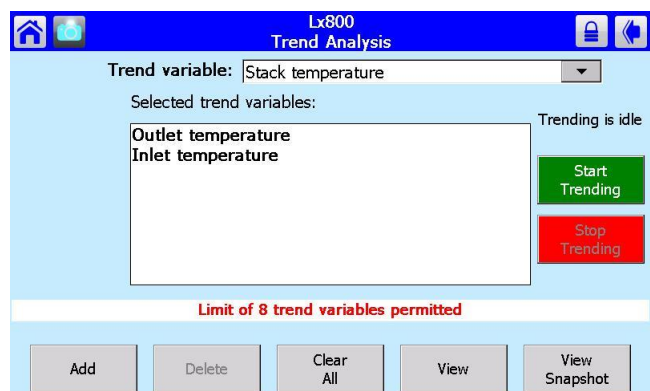 Lx800
Trend Analysis
Trend variable: Stack temperature
Selected trend variables:
Trending is idle
Outlet temperature
Inlet temperature
Start
Trending
Stop
Trending
Limit of 8 trend variables permitted
Add
Delete
Clear
All
View
View
Snapshot